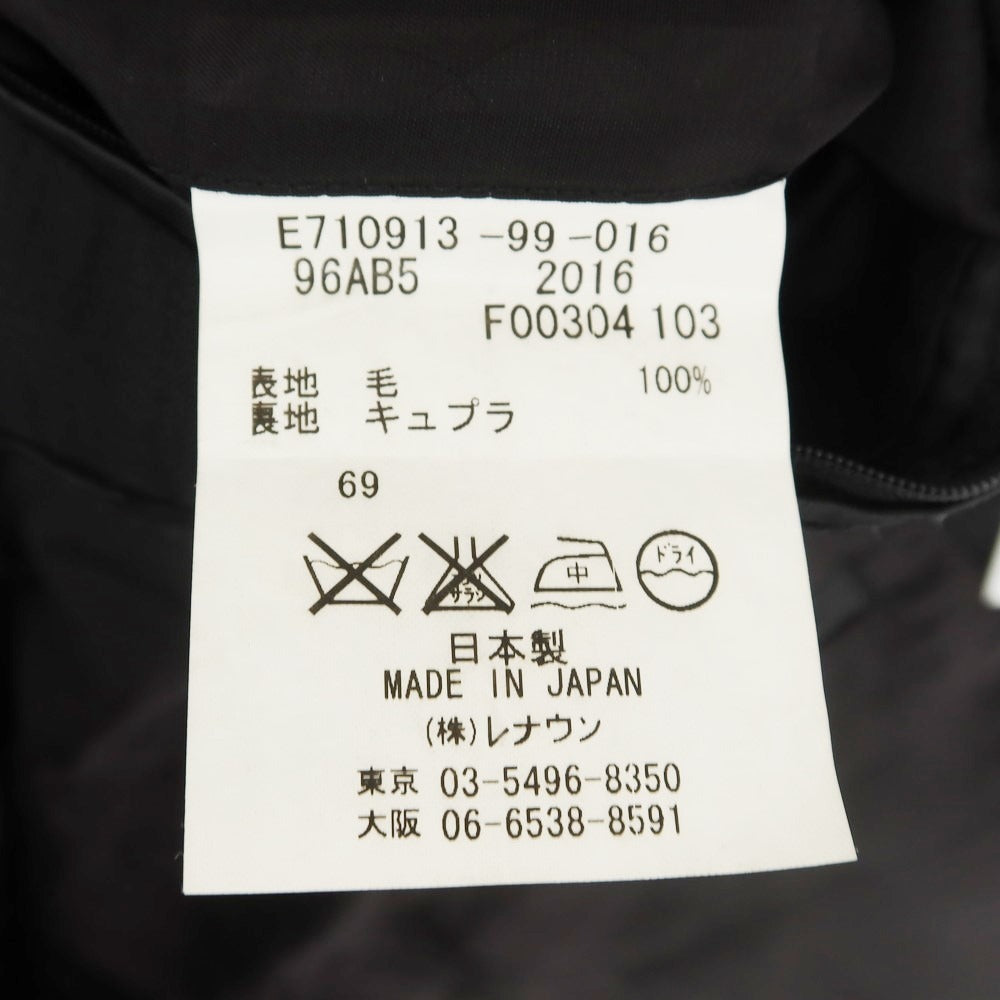 E710913 -99-016
96AB5 2016
F00304 103
表地 毛 100%
裏地 キュプラ
69
中 ドライ
日本製
MADE IN JAPAN
(株)レナウン
東京 03-5496-8350
大阪 06-6538-8591